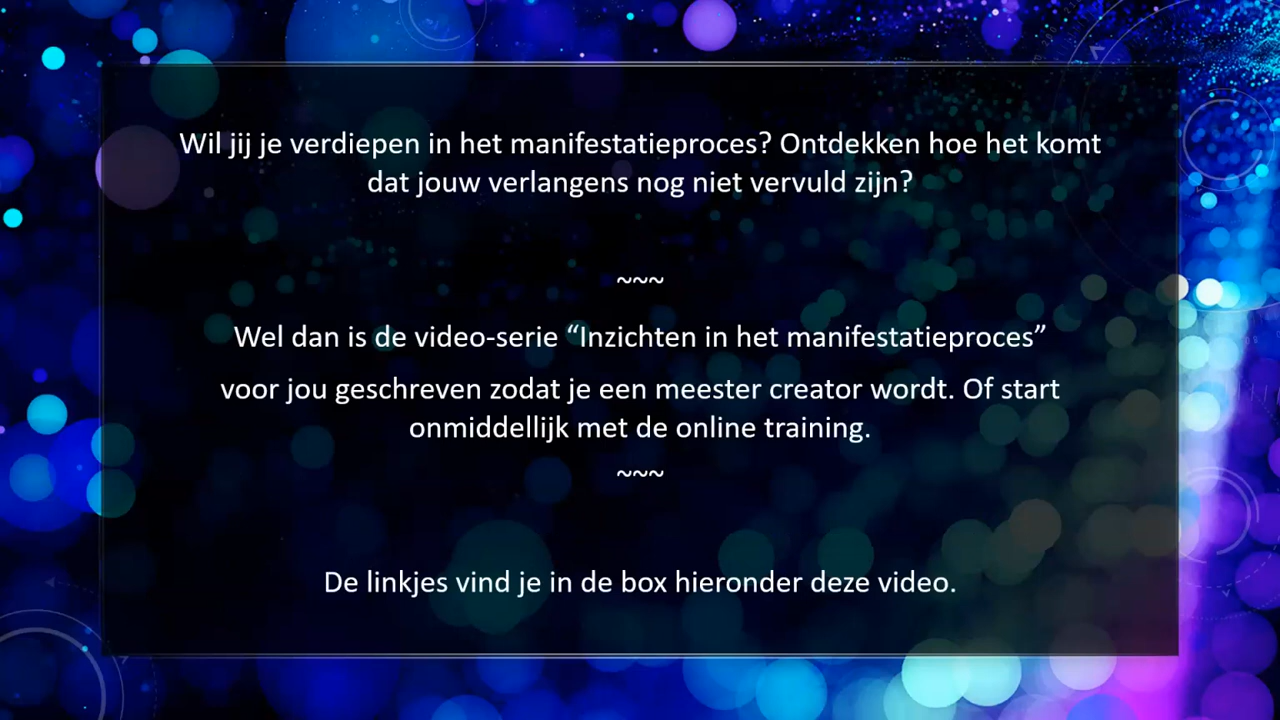 Wil jij je verdiepen in het manifestatieproces? Ontdekken hoe het komt
dat jouw verlangens nog niet vervuld zijn?
~~~
Wel dan is de video-serie “Inzichten in het manifestatieproces”
voor jou geschreven zodat je een meester creator wordt. Of start
onmiddellijk met de online training.
~~~
De linkjes vind je in de box hieronder deze video.